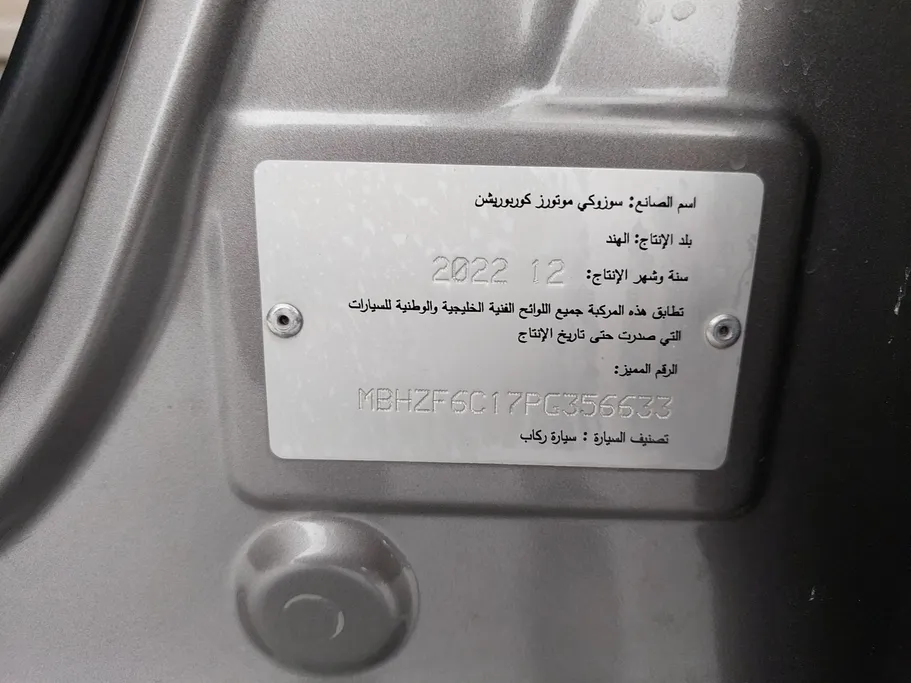 اسم الصانع: سوزوكي موتورز كوربوريشن
بلد الإنتاج: الهند
سنة وشهر الإنتاج: 2022 12
تطابق هذه المركبة جميع اللوائح الفنية الخليجية والوطنية للسيارات
التي صدرت حتى تاريخ الإنتاج
الرقم المميز:
MBHZF6C17PG356633
تصنيف السيارة : سيارة ركاب